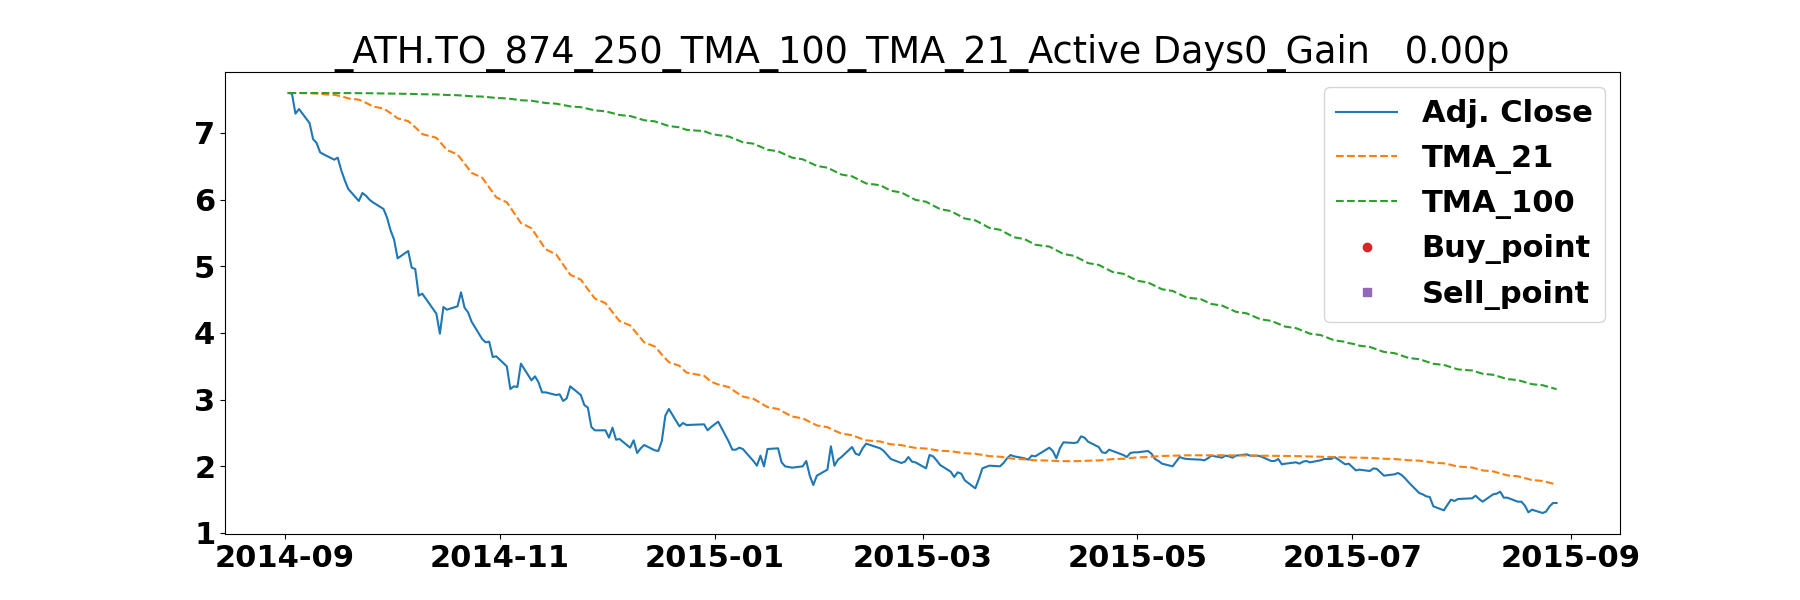 _ATH.TO_874_250_TMA_100_TMA_21_Active Days0_Gain   0.00p
Adj. Close
TMA_21
TMA_100
Buy_point
Sell_point
7
6
5
4
3
2
1
2014-09 2014-11 2015-01 2015-03 2015-05 2015-07 2015-09